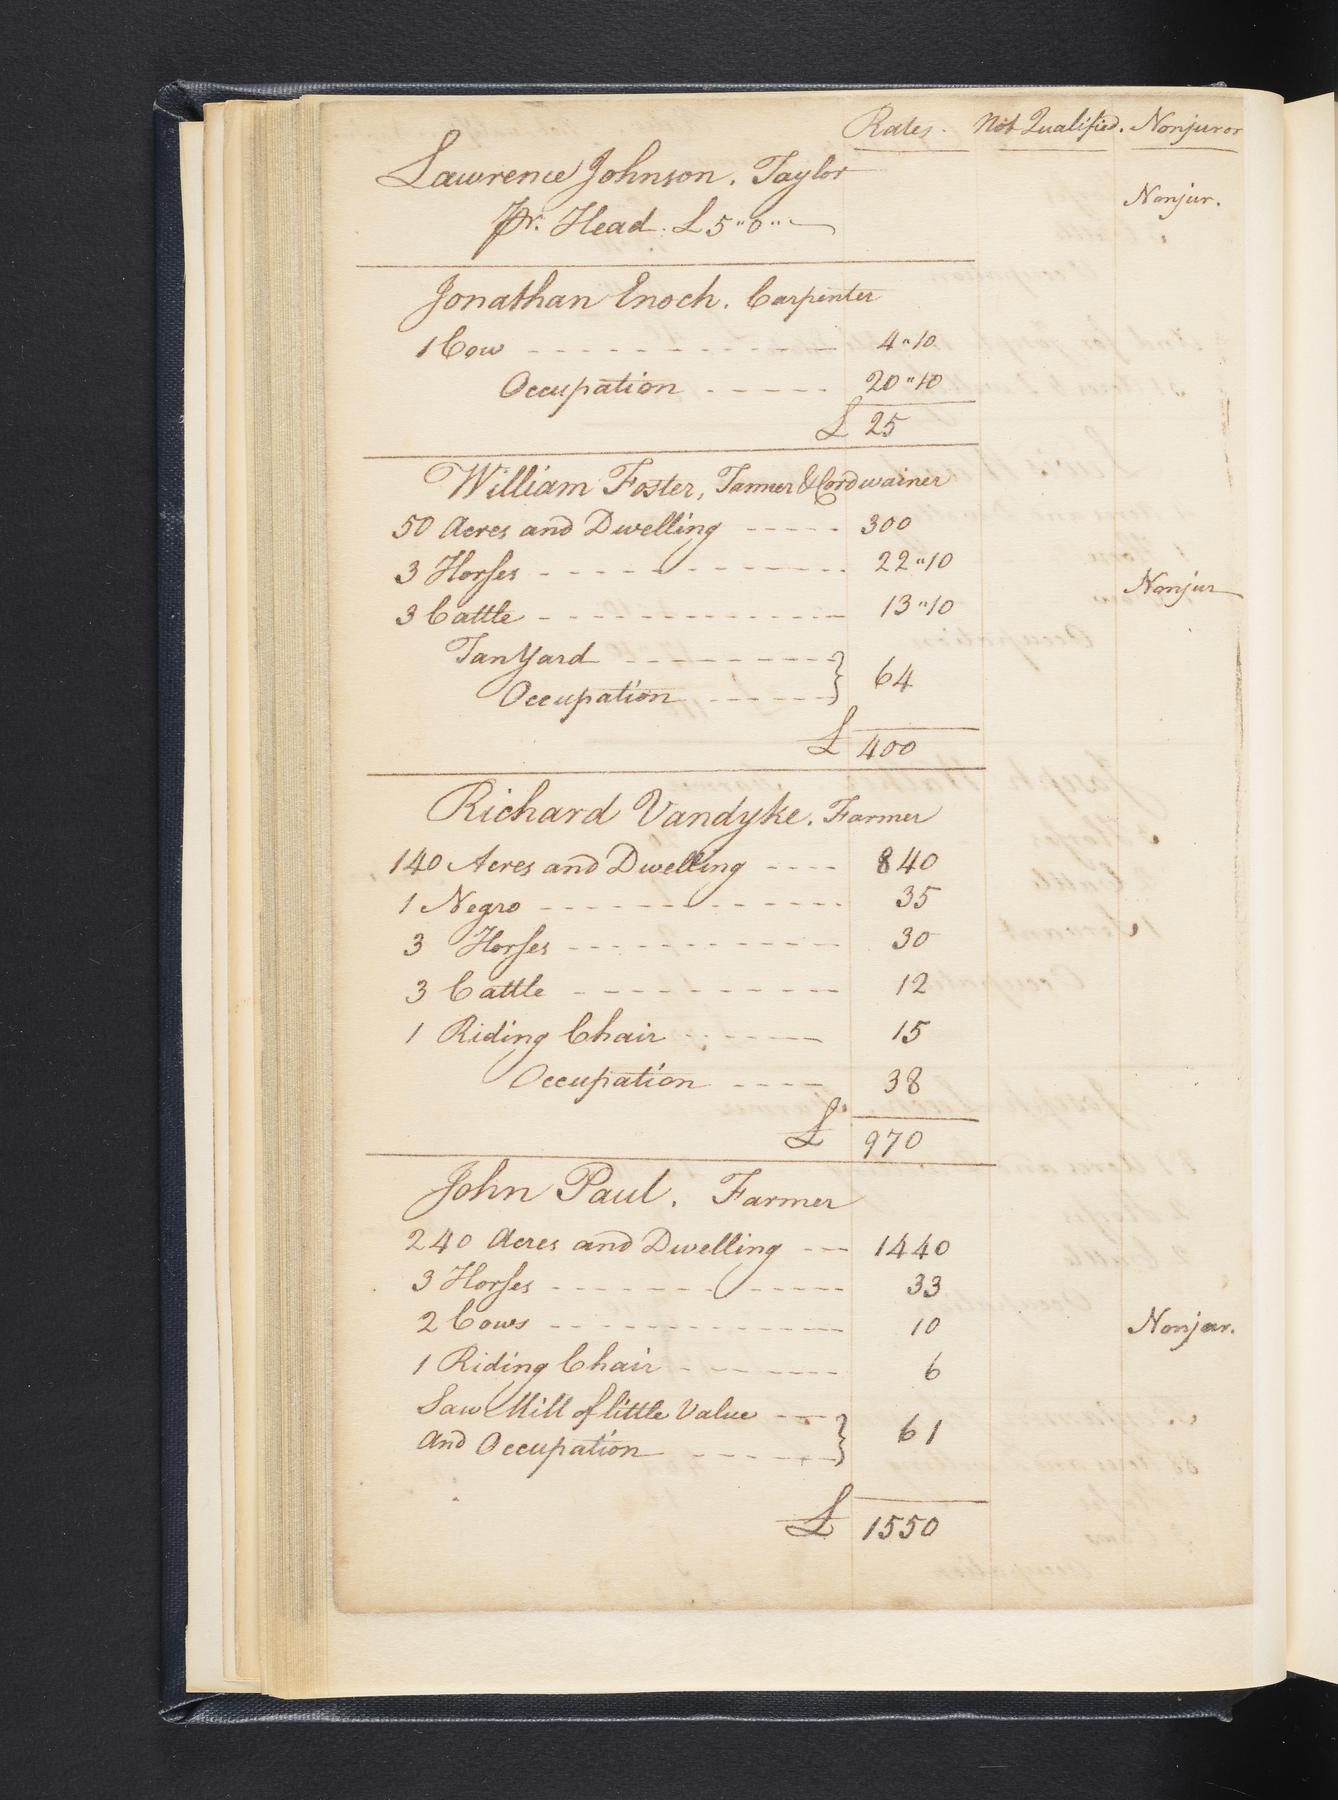 Rates. Not Qualified. Nonjuror
Lawrence Johnson. Taylor
Nonjur.
Pr. Head. £5"0"
Jonathan Enoch. Carpenter
1 Cow 4"10
Occupation 20"10
£ 25
William Foster, Tanner & Cordwainer
50 Acres and Dwelling 300
3 Horses 22"10
Nonjur
3 Cattle 13"10
Tan Yard
Occupation } 64
£ 400
Richard Vandyke. Farmer
140 Acres and Dwelling 840
1 Negro 35
3 Horses 30
3 Cattle 12
1 Riding Chair 15
Occupation 38
£ 970
John Paul. Farmer
240 Acres and Dwelling 1440
3 Horses 33
2 Cows 10 Nonjur.
1 Riding Chair 6
Saw Mill of little Value
And Occupation } 61
£ 1550